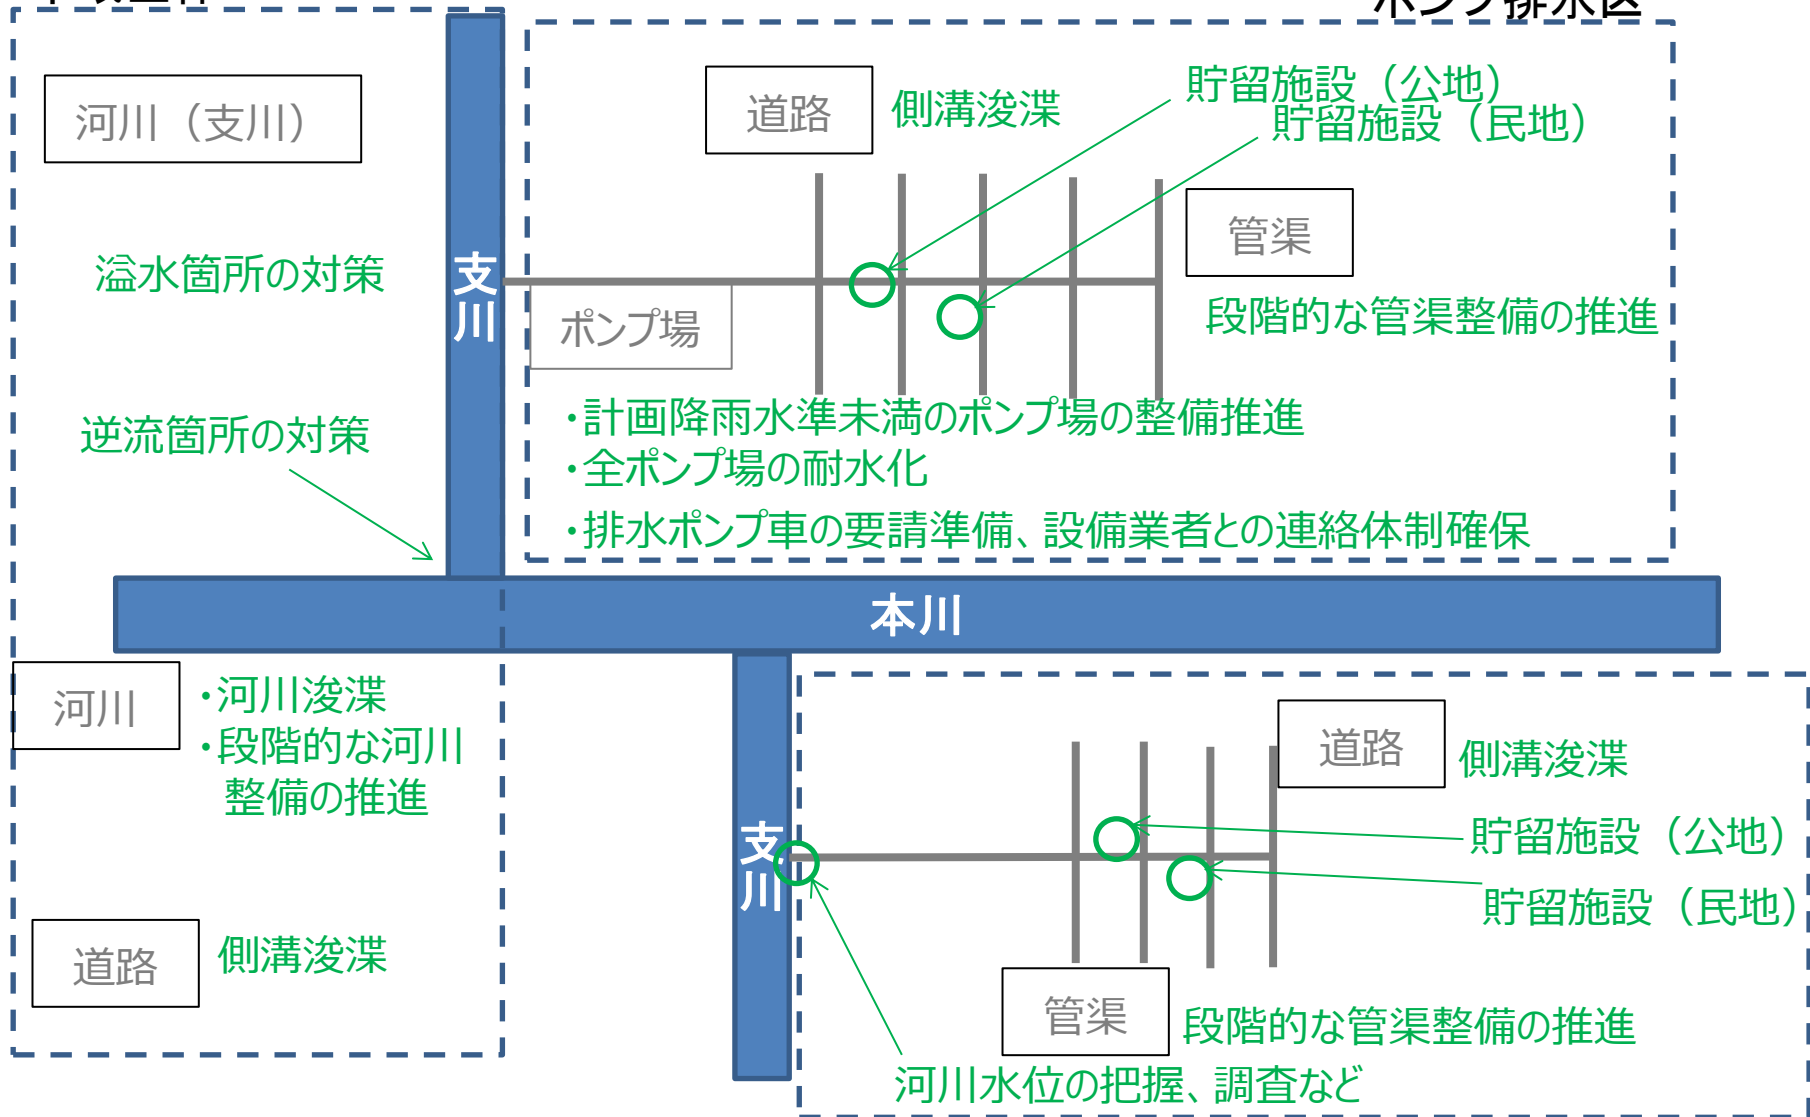 ポンプ排水区
河川（支川）
道路
側溝浚渫
貯留施設（公地）
貯留施設（民地）
管渠
溢水箇所の対策
支川
ポンプ場
段階的な管渠整備の推進
逆流箇所の対策
・計画降雨水準未満のポンプ場の整備推進
・全ポンプ場の耐水化
・排水ポンプ車の要請準備、設備業者との連絡体制確保
本川
河川
・河川浚渫
・段階的な河川
整備の推進
道路
側溝浚渫
支川
道路
側溝浚渫
貯留施設（公地）
貯留施設（民地）
管渠
段階的な管渠整備の推進
河川水位の把握、調査など